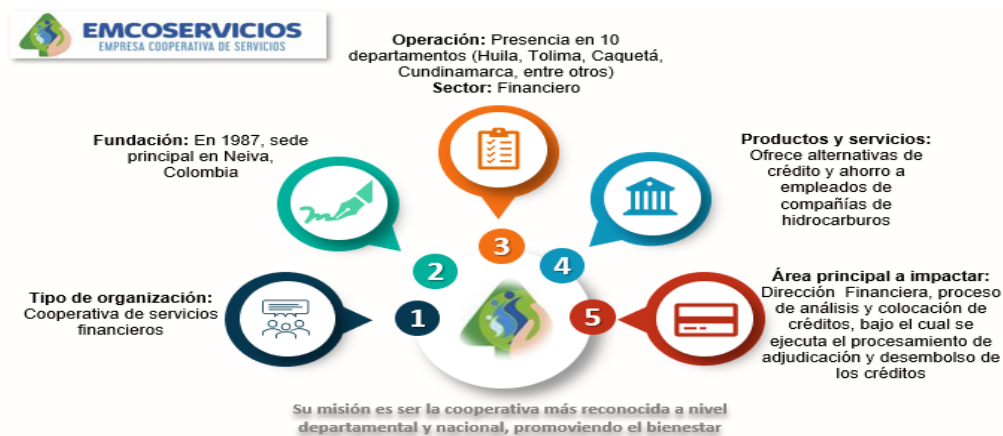 EMCOSERVICIOS
EMPRESA COOPERATIVA DE SERVICIOS
Operación: Presencia en 10
departamentos (Huila, Tolima, Caquetá,
Cundinamarca, entre otros)
Sector: Financiero
Fundación: En 1987, sede
principal en Neiva,
Colombia
Productos y servicios:
Ofrece alternativas de
crédito y ahorro a
empleados de
compañías de
hidrocarburos
Tipo de organización:
Cooperativa de servicios
financieros
1
2
3
4
5
Área principal a impactar:
Dirección Financiera, proceso
de análisis y colocación de
créditos, bajo el cual se
ejecuta el procesamiento de
adjudicación y desembolso de
los créditos
Su misión es ser la cooperativa más reconocida a nivel
departamental y nacional, promoviendo el bienestar